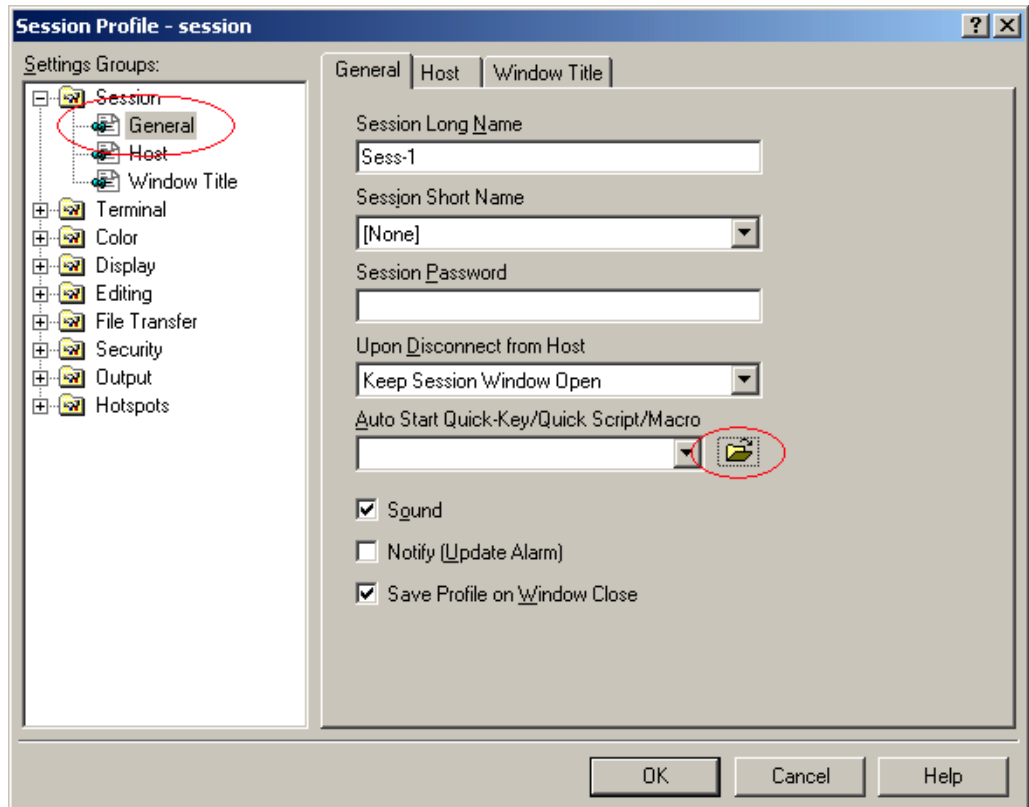 Session Profile - session
Settings Groups:
Session
General
Host
Window Title
Terminal
Color
Display
Editing
File Transfer
Security
Output
Hotspots
General Host Window Title
Session Long Name
Sess-1
Session Short Name
[None]
Session Password
Upon Disconnect from Host
Keep Session Window Open
Auto Start Quick-Key/Quick Script/Macro
Sound
Notify (Update Alarm)
Save Profile on Window Close
OK Cancel Help